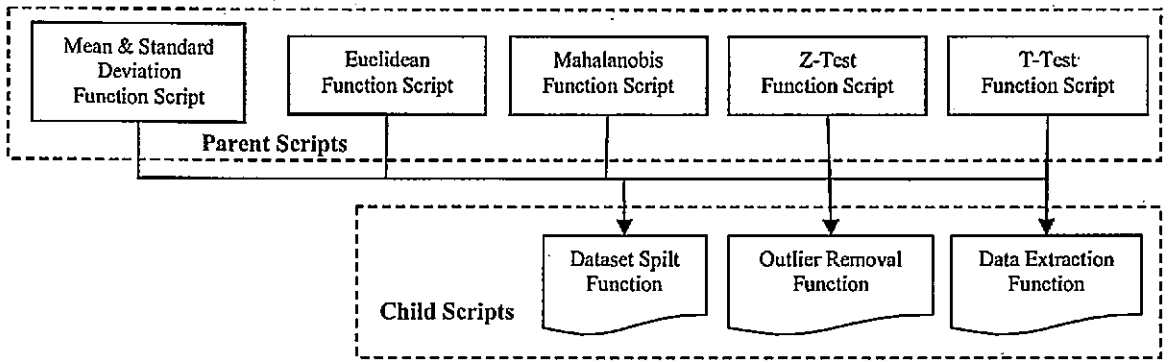 Mean & Standard
Deviation
Function Script
Euclidean
Function Script
Mahalanobis
Function Script
Z-Test
Function Script
T-Test
Function Script
Parent Scripts
Dataset Spilt
Function
Outlier Removal
Function
Data Extraction
Function
Child Scripts